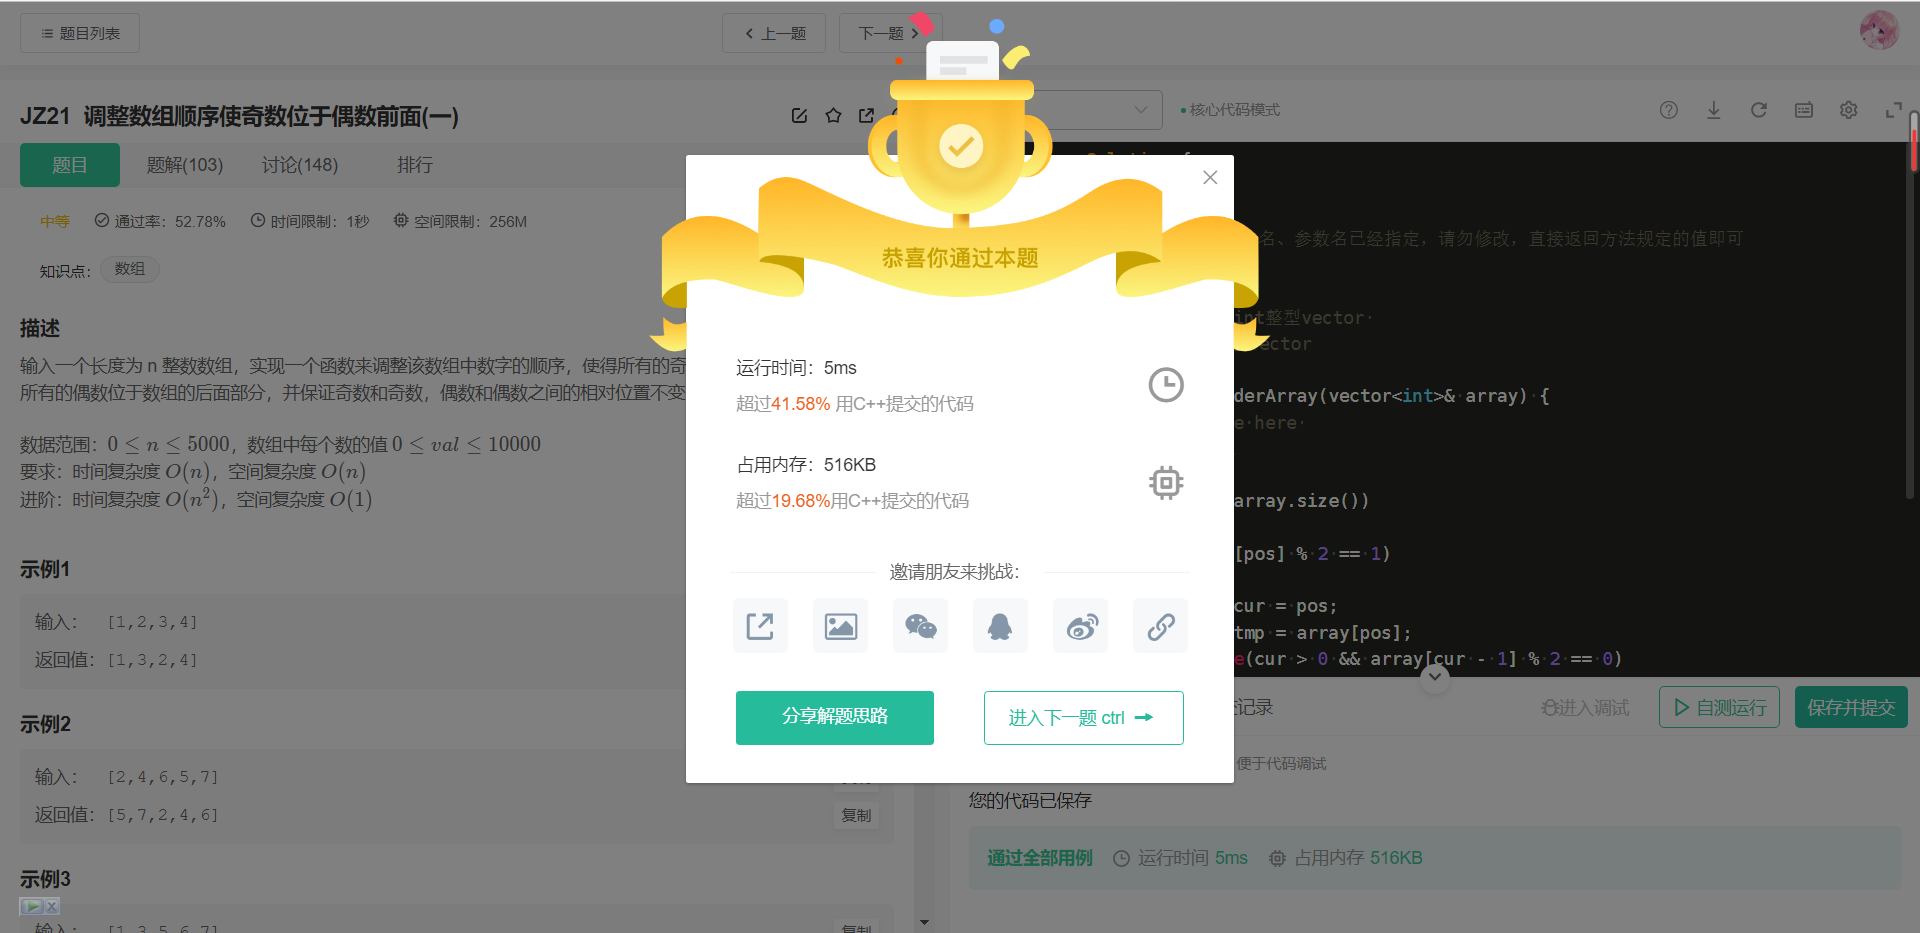 题目列表
上一题
下一题
JZ21 调整数组顺序使奇数位于偶数前面(一)
核心代码模式
题目
题解(103)
讨论(148)
排行
中等
通过率：52.78%
时间限制：1秒
空间限制：256M
知识点：
数组
描述
输入一个长度为 n 整数数组，实现一个函数来调整该数组中数字的顺序，使得所有的奇
所有的偶数位于数组的后面部分，并保证奇数和奇数，偶数和偶数之间的相对位置不变
数据范围：0 ≤ n ≤ 5000，数组中每个数的值 0 ≤ val ≤ 10000
要求：时间复杂度 O(n)，空间复杂度 O(n)
进阶：时间复杂度 O(n²)，空间复杂度 O(1)
示例1
输入： [1,2,3,4]
返回值： [1,3,2,4]
示例2
输入： [2,4,6,5,7]
返回值： [5,7,2,4,6]
复制
示例3
输入： [1,3,5,6,7]
复制
恭喜你通过本题
运行时间：5ms
超过41.58% 用C++提交的代码
占用内存：516KB
超过19.68%用C++提交的代码
邀请朋友来挑战：
分享解题思路
进入下一题 ctrl
名、参数名已经指定，请勿修改，直接返回方法规定的值即可
int整型vector
vector
derArray(vector<int>& array) {
e here
array.size())
[pos] % 2 == 1)
cur = pos;
tmp = array[pos];
e(cur > 0 && array[cur - 1] % 2 == 0)
记录
进入调试
自测运行
保存并提交
便于代码调试
您的代码已保存
通过全部用例
运行时间 5ms
占用内存 516KB